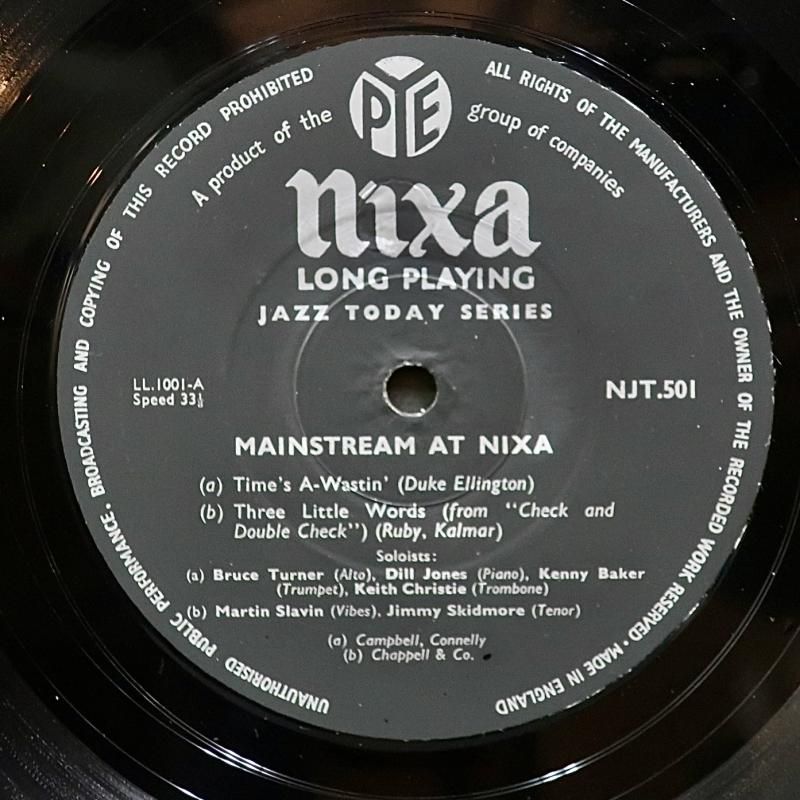 UNAUTHORISED PUBLIC PERFORMANCE, BROADCASTING AND COPYING OF THIS RECORD PROHIBITED
ALL RIGHTS OF THE MANUFACTURERS AND THE OWNER OF THE RECORDED WORK RESERVED · MADE IN ENGLAND
A product of the PYE group of companies
Nixa
LONG PLAYING
JAZZ TODAY SERIES
LL.1001-A
Speed 33⅓
NJT.501
MAINSTREAM AT NIXA
(a) Time's A-Wastin' (Duke Ellington)
(b) Three Little Words (from "Check and
Double Check") (Ruby, Kalmar)
Soloists:
(a) Bruce Turner (Alto), Dill Jones (Piano), Kenny Baker
(Trumpet), Keith Christie (Trombone)
(b) Martin Slavin (Vibes), Jimmy Skidmore (Tenor)
(a) Campbell, Connelly
(b) Chappell & Co.